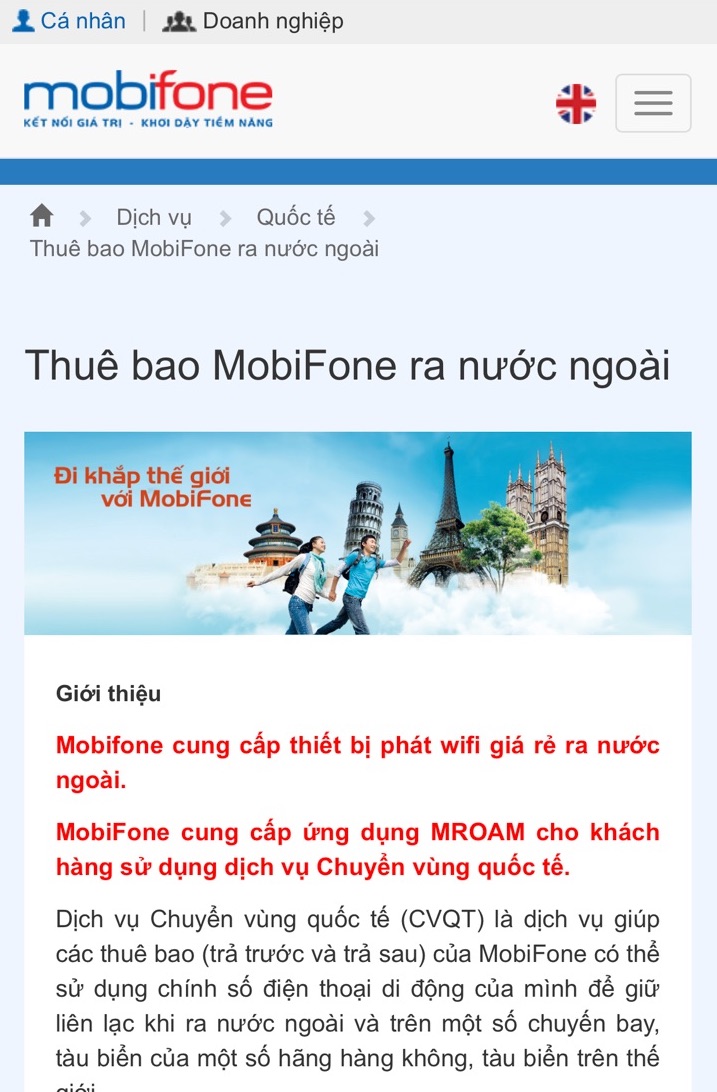 Cá nhân | Doanh nghiệp
mobifone
KẾT NỐI GIÁ TRỊ - KHƠI DẬY TIỀM NĂNG
Dịch vụ Quốc tế
Thuê bao MobiFone ra nước ngoài
Thuê bao MobiFone ra nước ngoài
Đi khắp thế giới
với MobiFone
Giới thiệu
Mobifone cung cấp thiết bị phát wifi giá rẻ ra nước
ngoài.
MobiFone cung cấp ứng dụng MROAM cho khách
hàng sử dụng dịch vụ Chuyển vùng quốc tế.
Dịch vụ Chuyển vùng quốc tế (CVQT) là dịch vụ giúp
các thuê bao (trả trước và trả sau) của MobiFone có thể
sử dụng chính số điện thoại di động của mình để giữ
liên lạc khi ra nước ngoài và trên một số chuyến bay,
tàu biển của một số hãng hàng không, tàu biển trên thế
giới